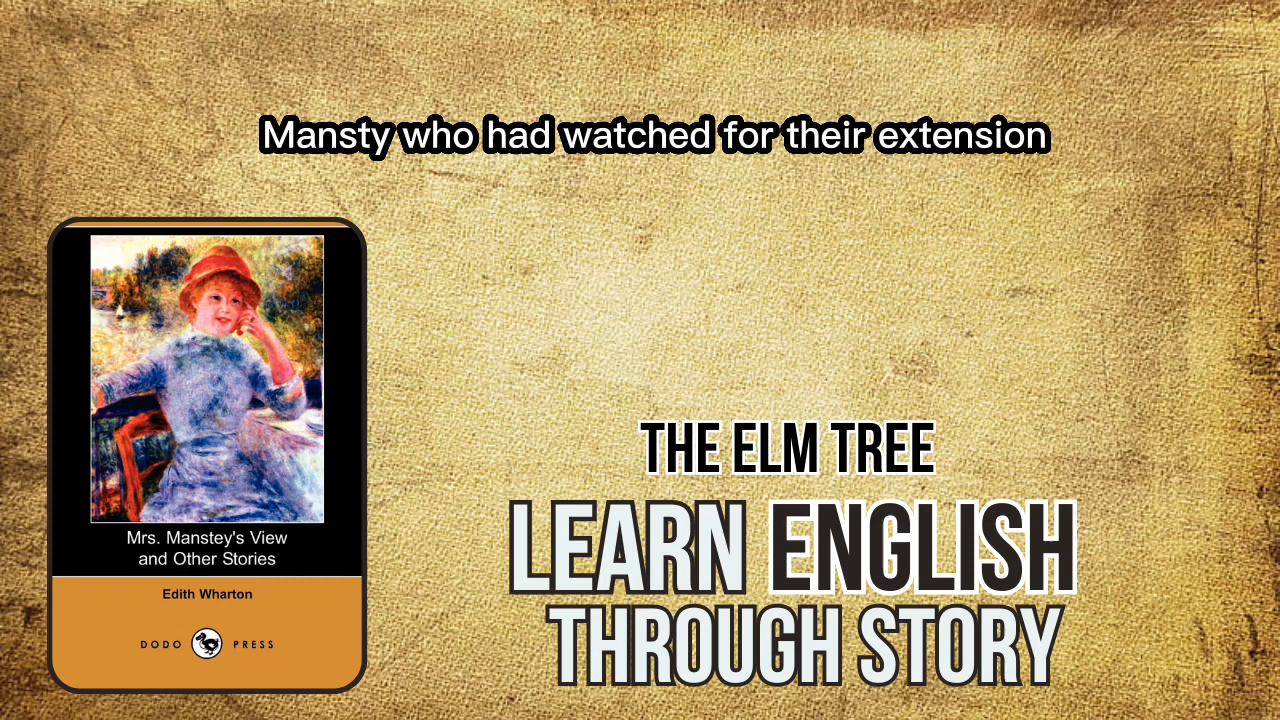 Mansty who had watched for their extension
Mrs. Manstey's View
and Other Stories
Edith Wharton
DODO PRESS
THE ELM TREE
LEARN ENGLISH
THROUGH STORY